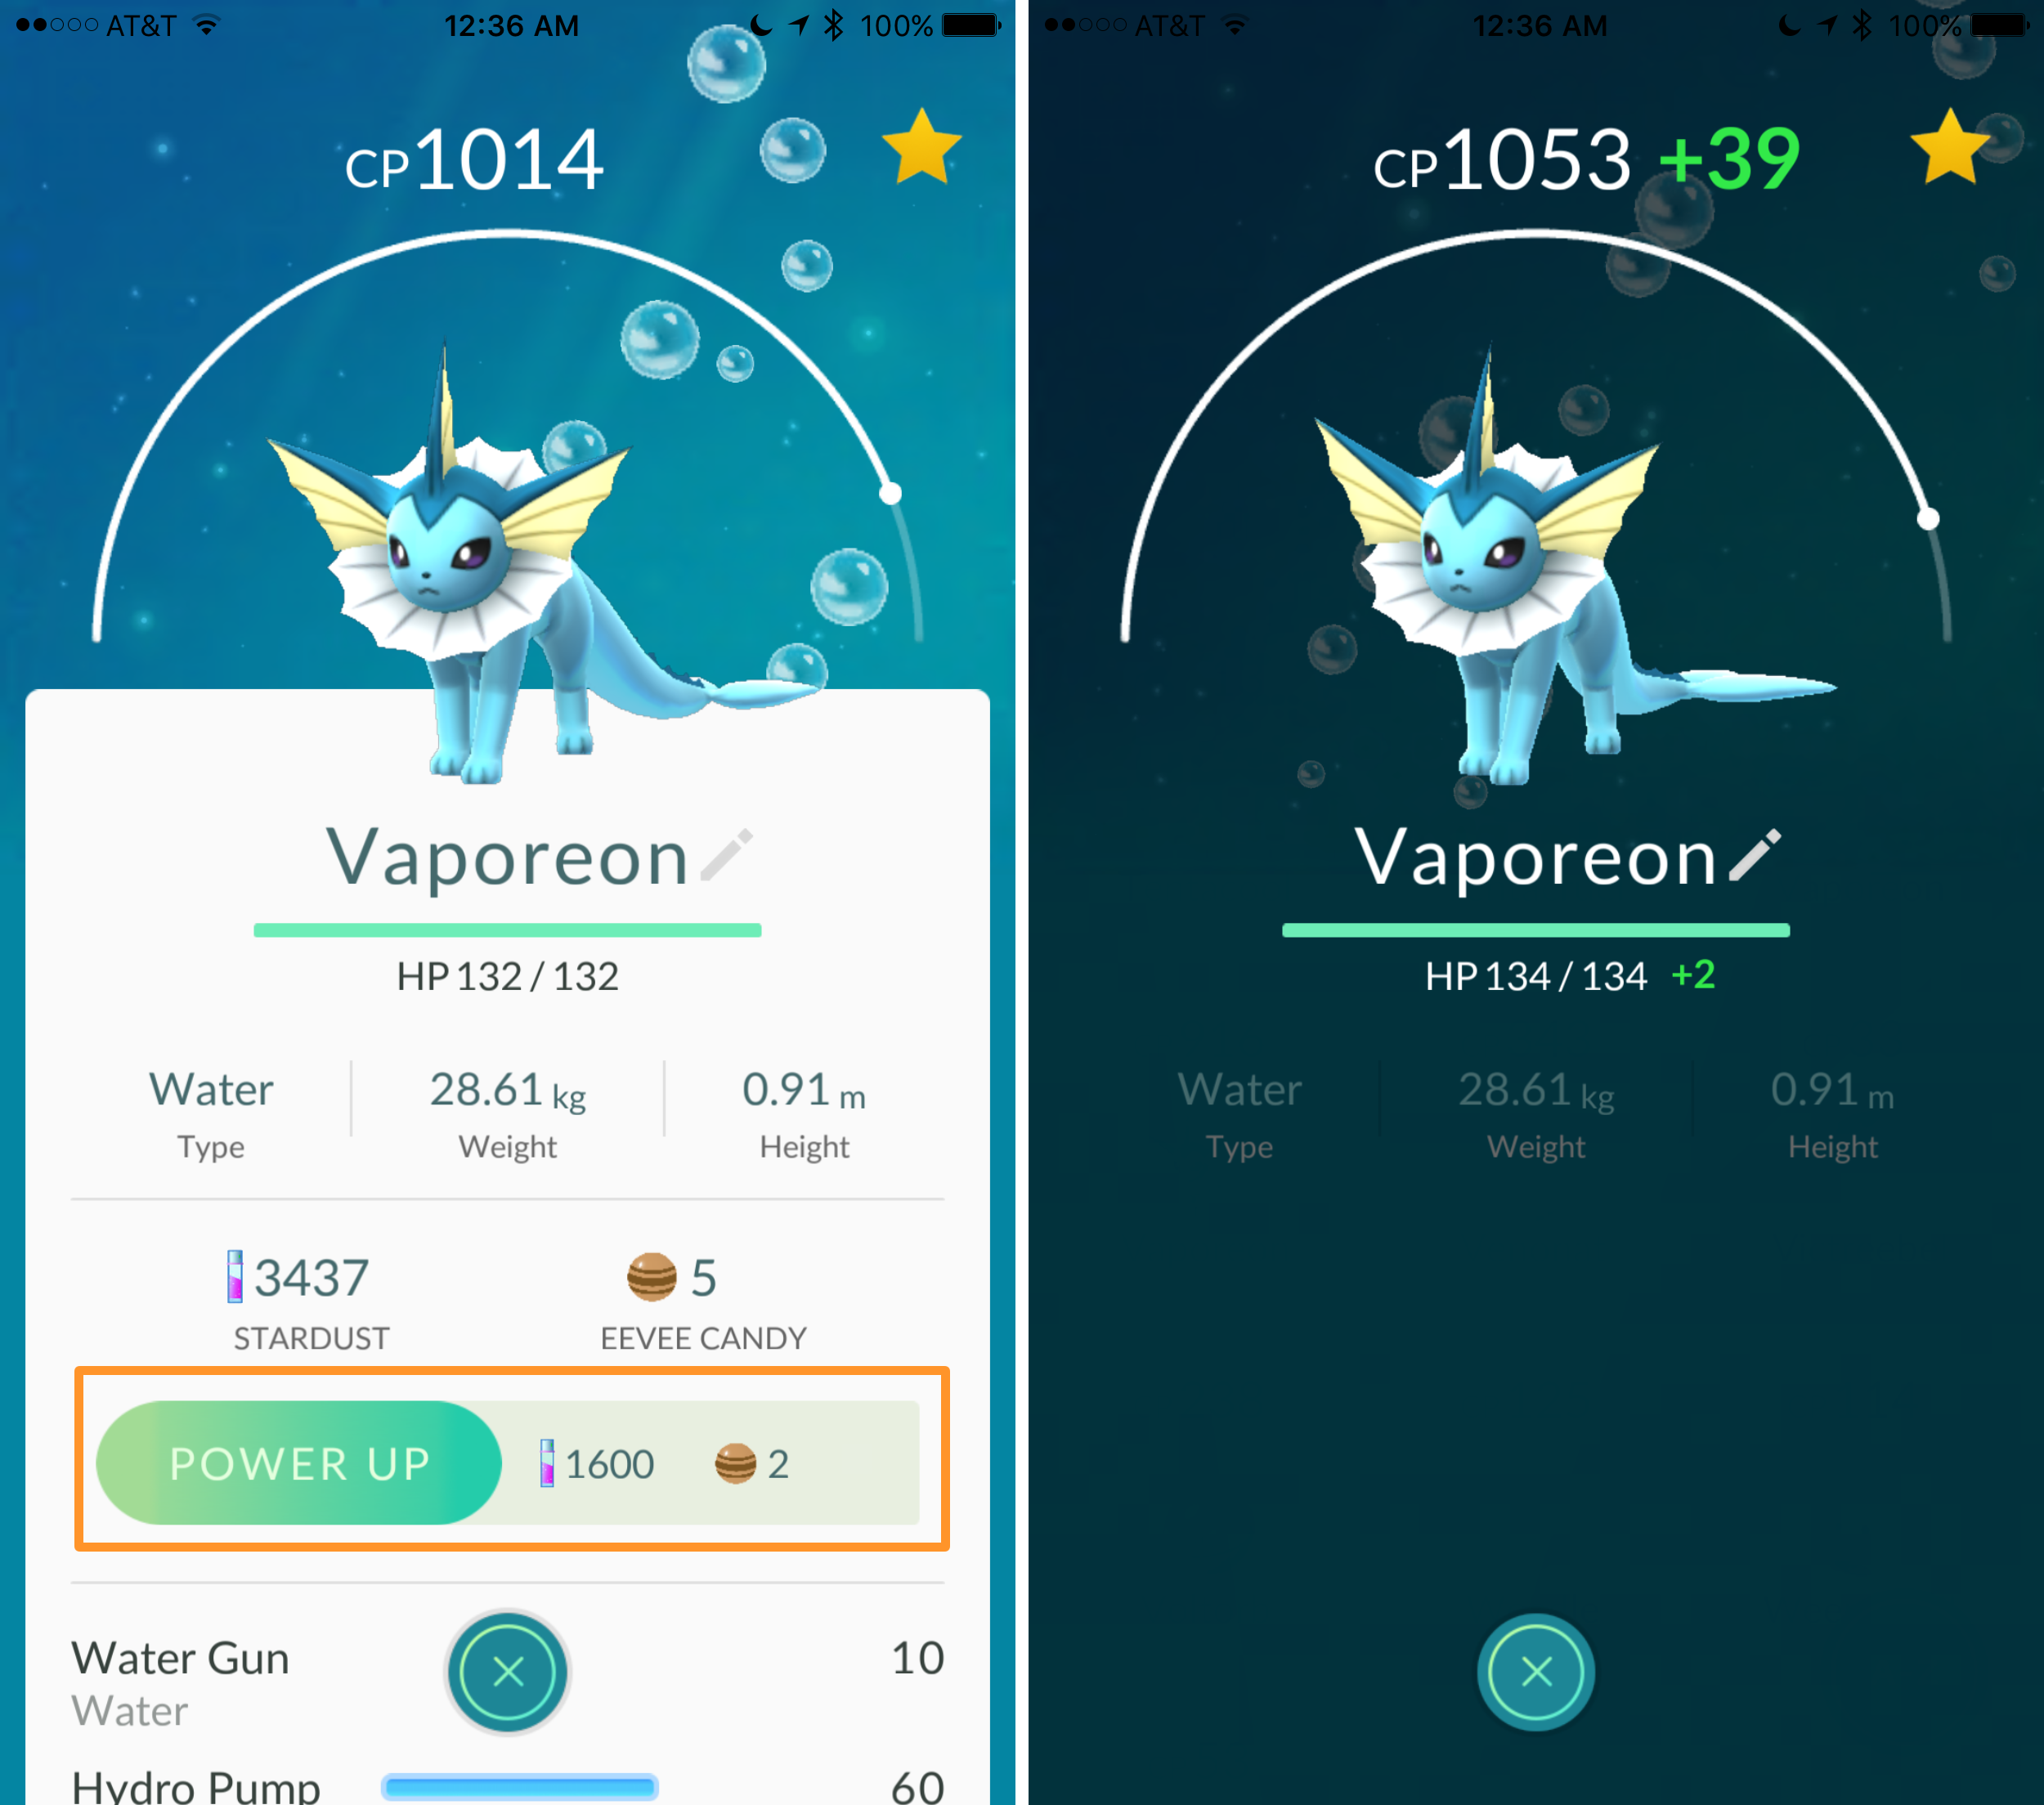 AT&T 12:36 AM 100%
CP1014
Vaporeon
HP 132 / 132
Water 28.61 kg 0.91 m
Type Weight Height
3437 5
STARDUST EEVEE CANDY
POWER UP 1600 2
Water Gun 10
Water
Hydro Pump 60
AT&T 12:36 AM 100%
CP1053 +39
Vaporeon
HP 134 / 134 +2
Water 28.61 kg 0.91 m
Type Weight Height